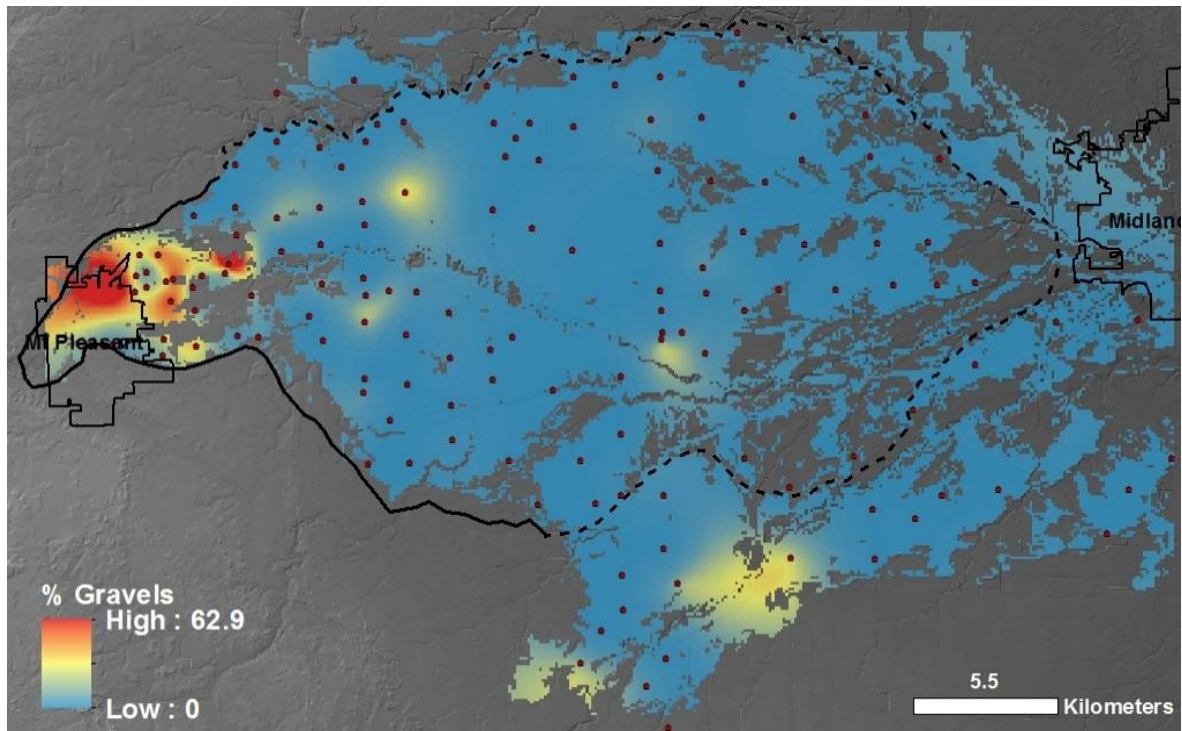 Midland
Mt Pleasant
% Gravels
High : 62.9
Low : 0
5.5
Kilometers